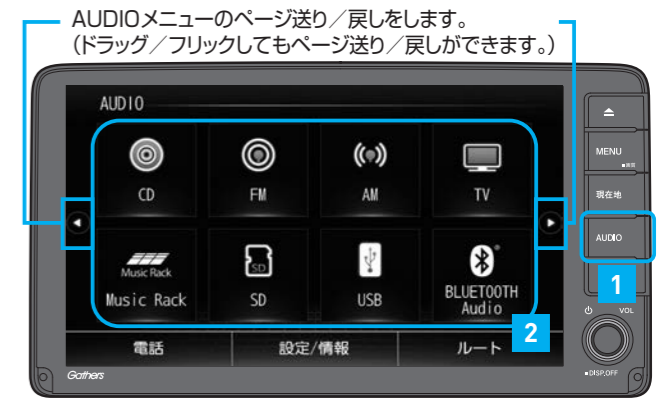 AUDIOメニューのページ送り／戻しをします。
（ドラッグ／フリックしてもページ送り／戻しができます。）
AUDIO
CD
FM
AM
TV
Music Rack
SD
Music Rack
SD
USB
BLUETOOTH
Audio
電話
設定/情報
ルート
Gathers
MENU
■画質
現在地
AUDIO
1
2
VOL
■DISP.OFF